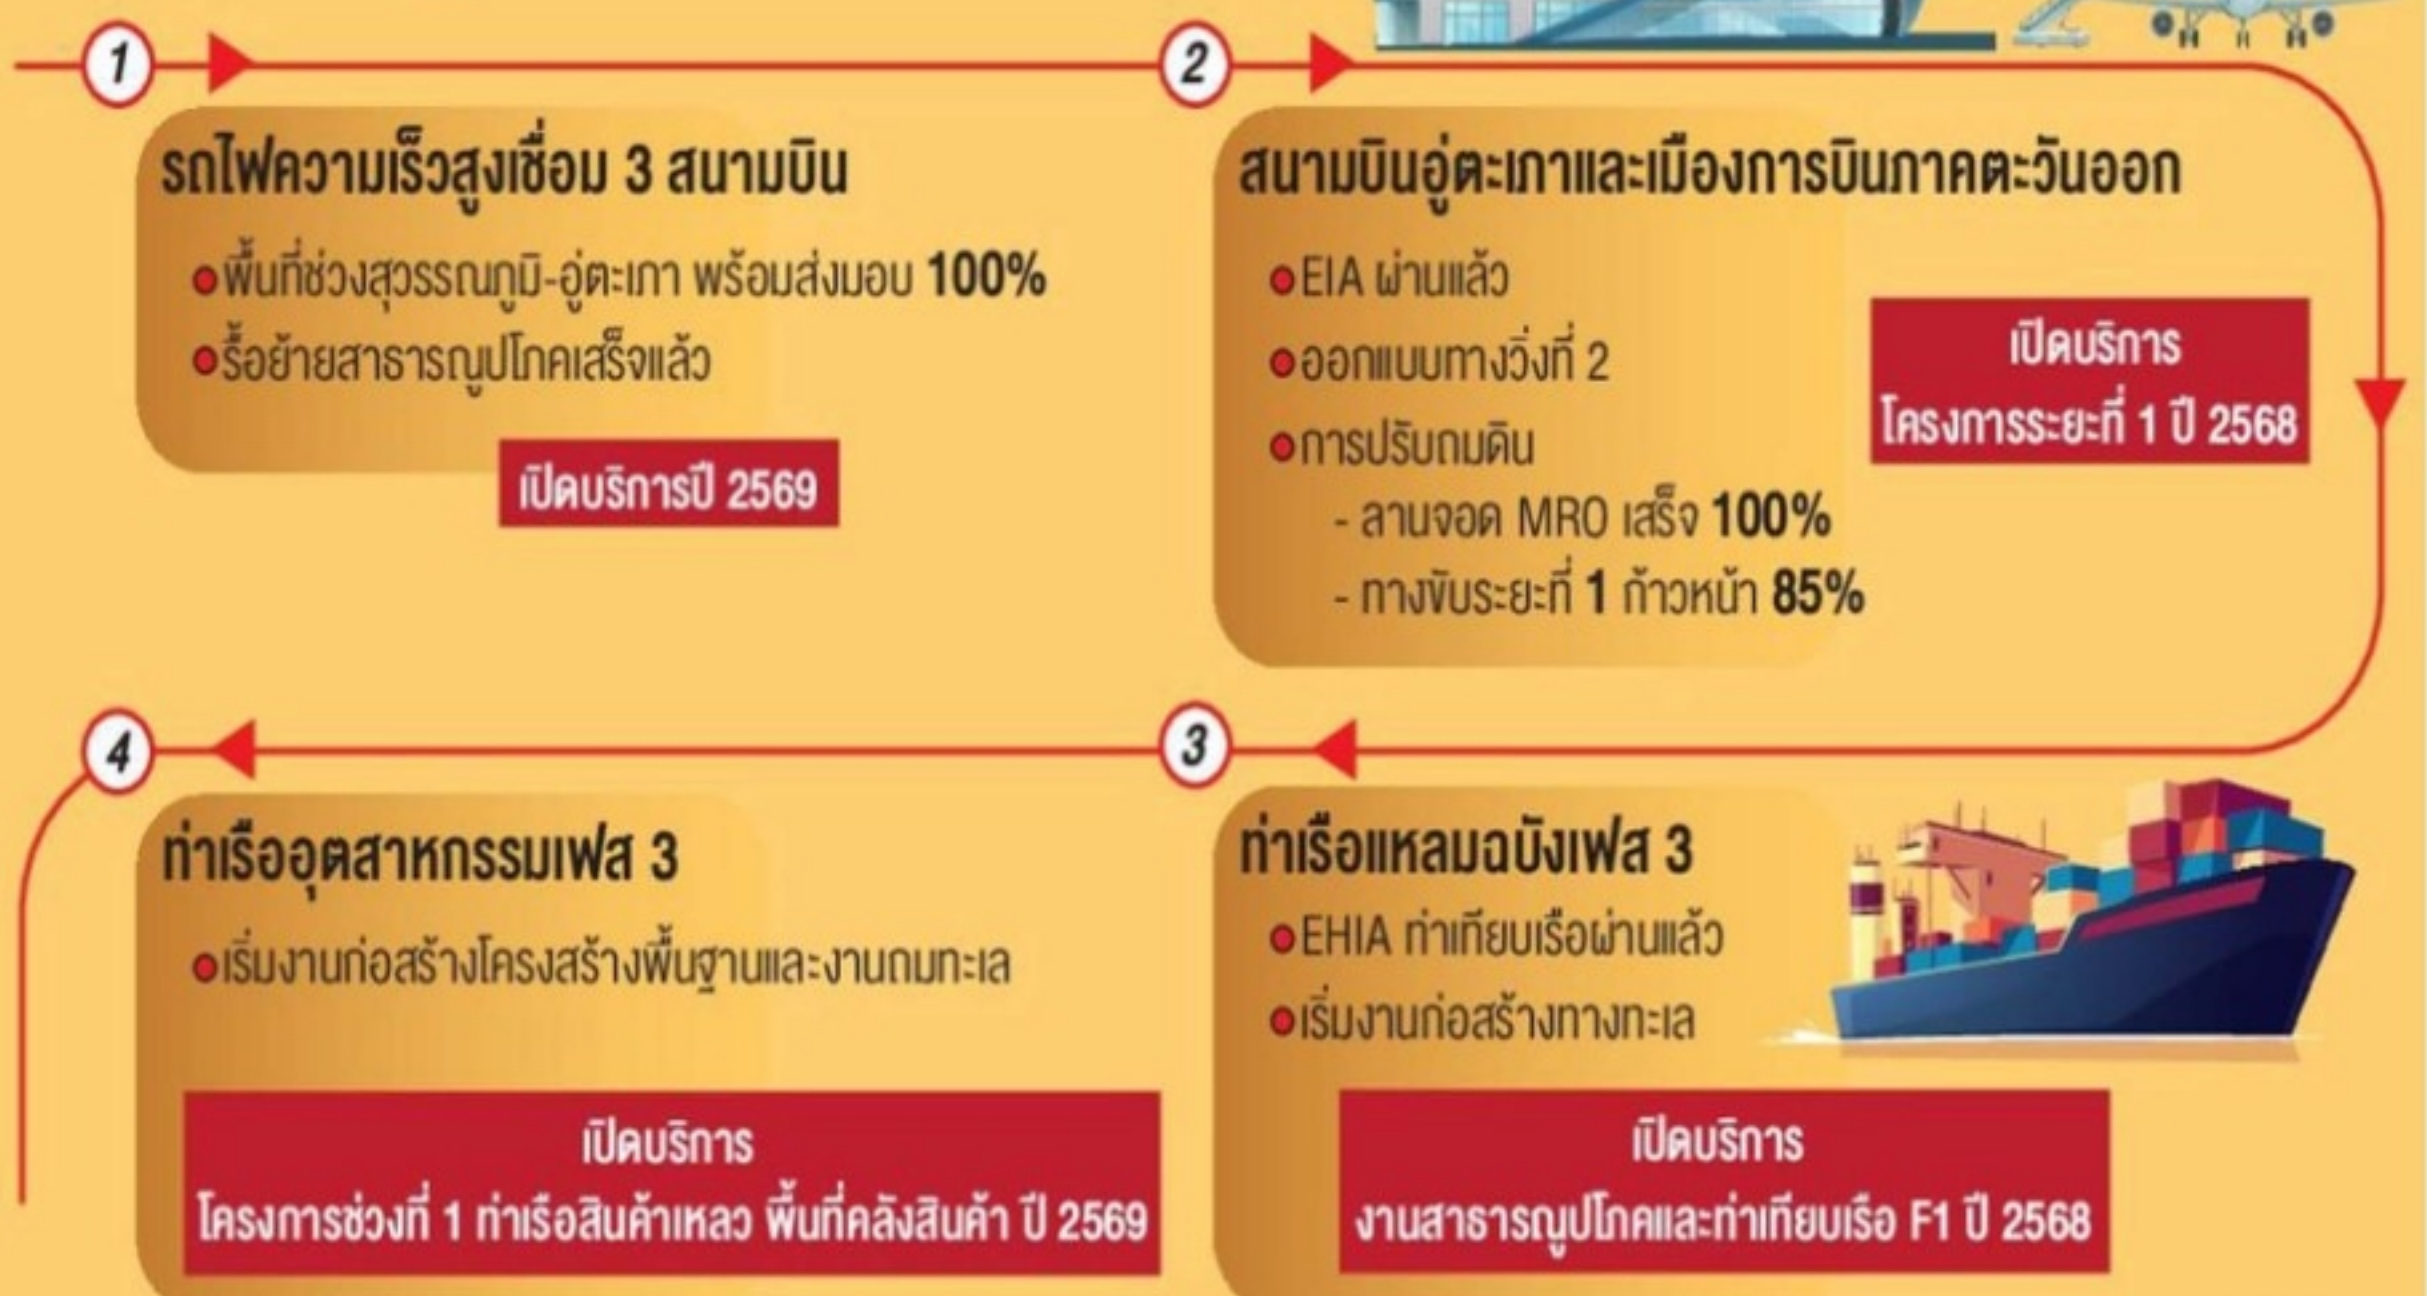 1
รถไฟความเร็วสูงเชื่อม 3 สนามบิน
●พื้นที่ช่วงสุวรรณภูมิ-อู่ตะเภา พร้อมส่งมอบ 100%
●รื้อย้ายสาธารณูปโภคเสร็จแล้ว
เปิดบริการปี 2569
2
สนามบินอู่ตะเภาและเมืองการบินภาคตะวันออก
●EIA ผ่านแล้ว
●ออกแบบทางวิ่งที่ 2
●การปรับถมดิน
- ลานจอด MRO เสร็จ 100%
- ทางขับระยะที่ 1 ก้าวหน้า 85%
เปิดบริการ
โครงการระยะที่ 1 ปี 2568
3
ท่าเรือแหลมฉบังเฟส 3
●EHIA ท่าเทียบเรือผ่านแล้ว
●เริ่มงานก่อสร้างทางทะเล
เปิดบริการ
งานสาธารณูปโภคและท่าเทียบเรือ F1 ปี 2568
4
ท่าเรืออุตสาหกรรมเฟส 3
●เริ่มงานก่อสร้างโครงสร้างพื้นฐานและงานถมทะเล
เปิดบริการ
โครงการช่วงที่ 1 ท่าเรือสินค้าเหลว พื้นที่คลังสินค้า ปี 2569